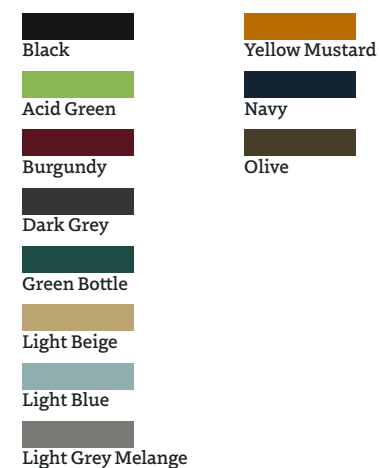 Black
Acid Green
Burgundy
Dark Grey
Green Bottle
Light Beige
Light Blue
Light Grey Melange
Yellow Mustard
Navy
Olive